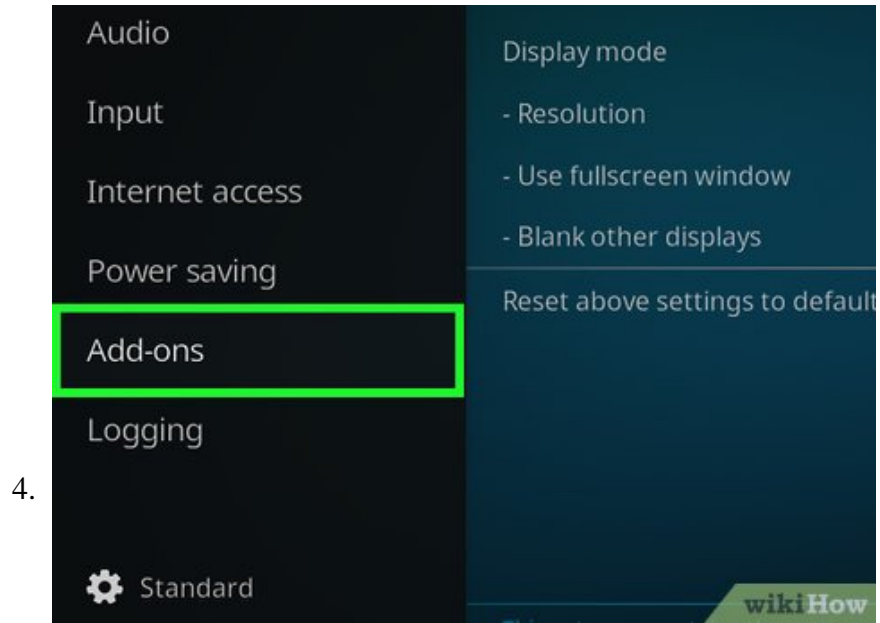 Audio
Input
Internet access
Power saving
Add-ons
Logging
Standard
Display mode
- Resolution
- Use fullscreen window
- Blank other displays
Reset above settings to default
4.
wikiHow